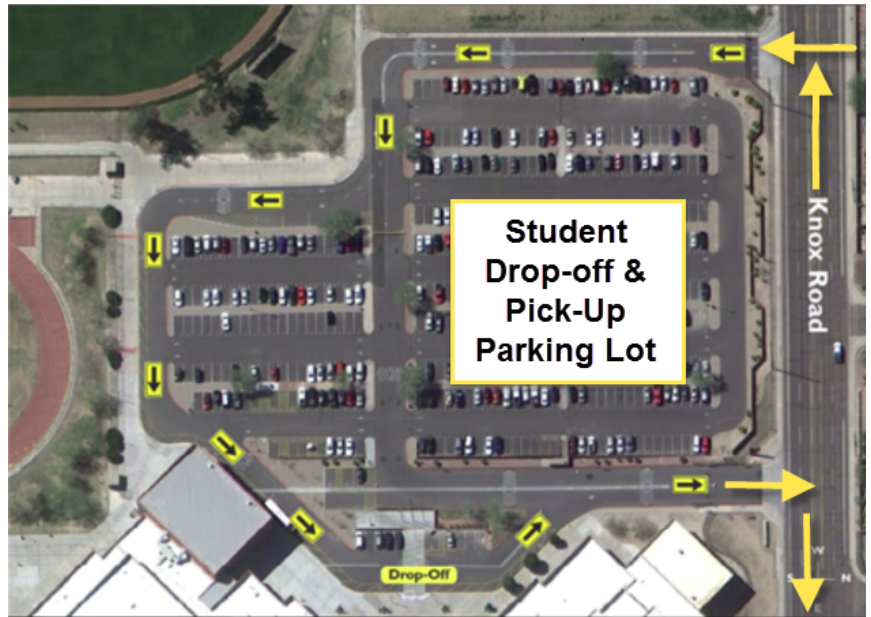 Knox Road
Student
Drop-off &
Pick-Up
Parking Lot
W
S
N
E
Drop-Off